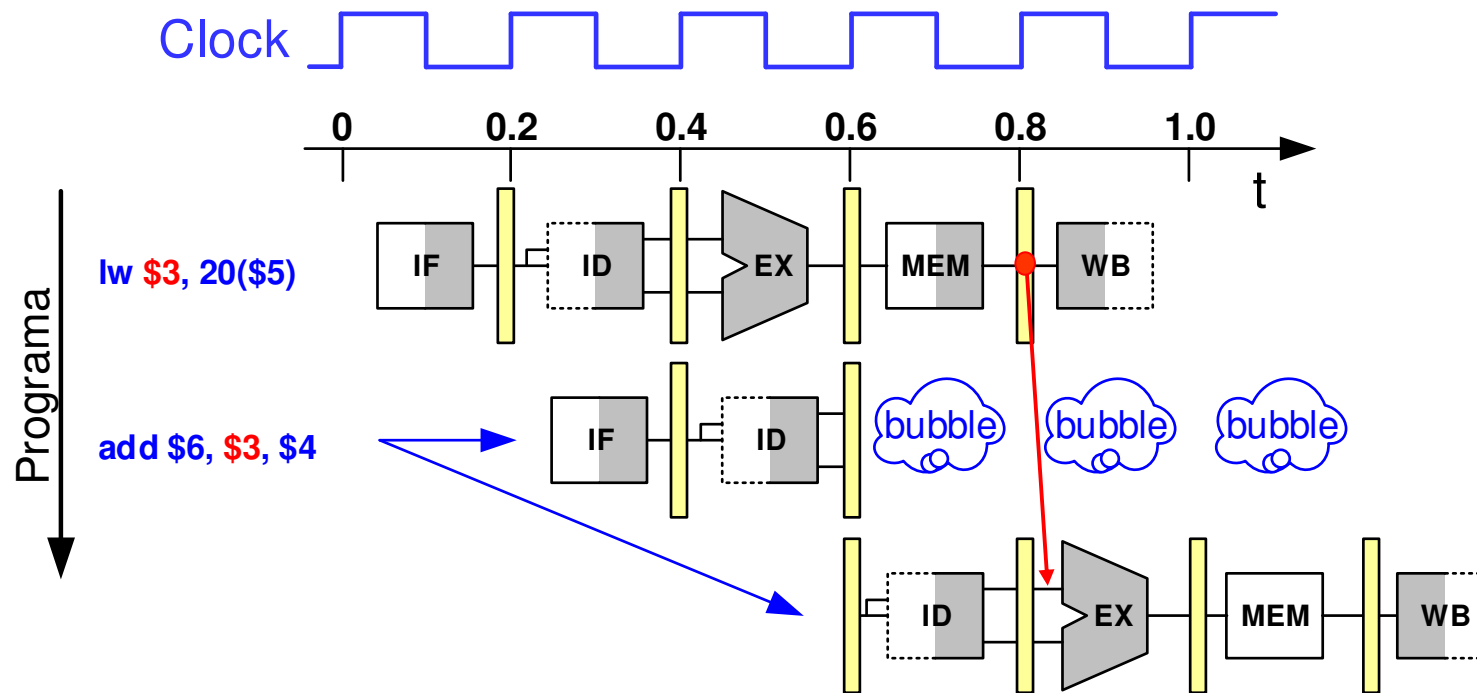 Clock
0 0.2 0.4 0.6 0.8 1.0
t
Programa
lw $3, 20($5)
IF ID EX MEM WB
add $6, $3, $4
IF ID bubble bubble bubble
ID EX MEM WB